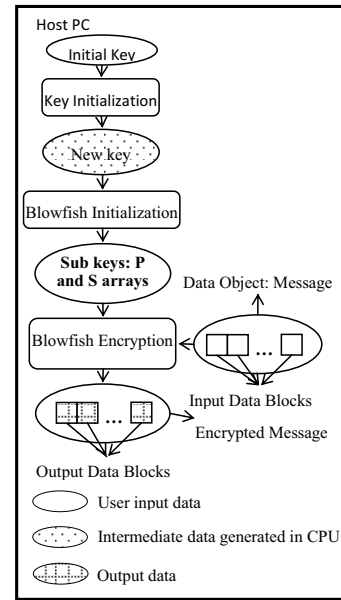 Host PC
Initial Key
Key Initialization
New key
Blowfish Initialization
Sub keys: P
and S arrays
Data Object: Message
Blowfish Encryption
...
Input Data Blocks
...
Encrypted Message
Output Data Blocks
User input data
Intermediate data generated in CPU
Output data